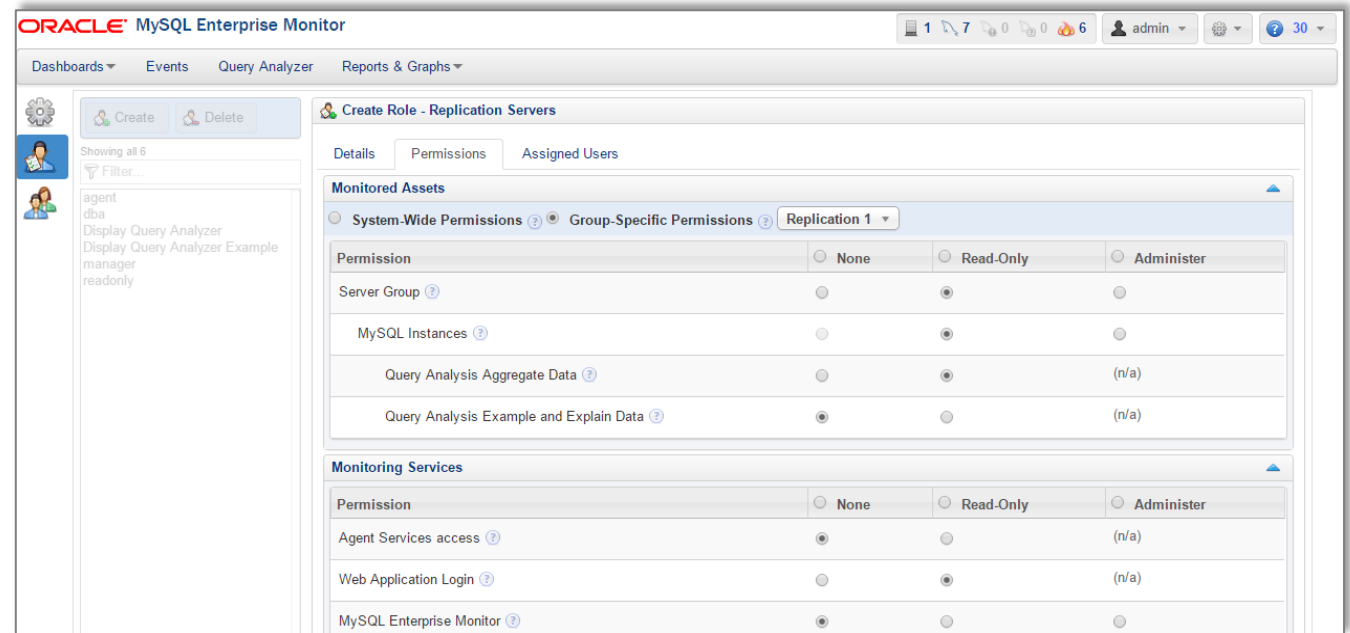 ORACLE MySQL Enterprise Monitor
1 7 0 0 6 admin 30
Dashboards Events Query Analyzer Reports & Graphs
Create Delete
Showing all 6
Filter...
agent
dba
Display Query Analyzer
Display Query Analyzer Example
manager
readonly
Create Role - Replication Servers
Details Permissions Assigned Users
Monitored Assets
System-Wide Permissions Group-Specific Permissions Replication 1
Permission None Read-Only Administer
Server Group
MySQL Instances
Query Analysis Aggregate Data (n/a)
Query Analysis Example and Explain Data (n/a)
Monitoring Services
Permission None Read-Only Administer
Agent Services access (n/a)
Web Application Login (n/a)
MySQL Enterprise Monitor